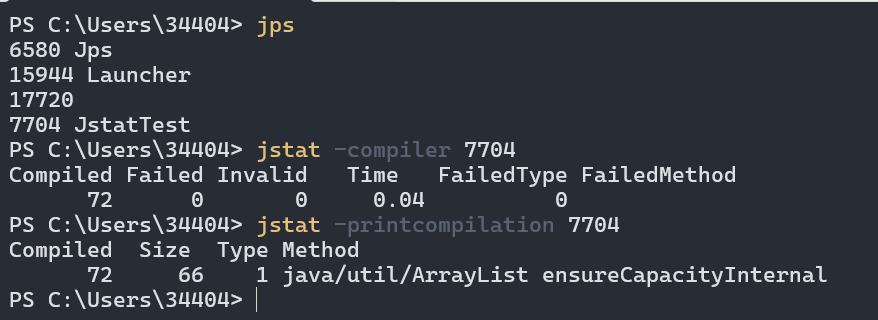 PS C:\Users\34404> jps
6580 Jps
15944 Launcher
17720
7704 JstatTest
PS C:\Users\34404> jstat -compiler 7704
Compiled Failed Invalid   Time   FailedType FailedMethod
      72      0       0     0.04          0
PS C:\Users\34404> jstat -printcompilation 7704
Compiled  Size  Type Method
      72     66    1 java/util/ArrayList ensureCapacityInternal
PS C:\Users\34404>